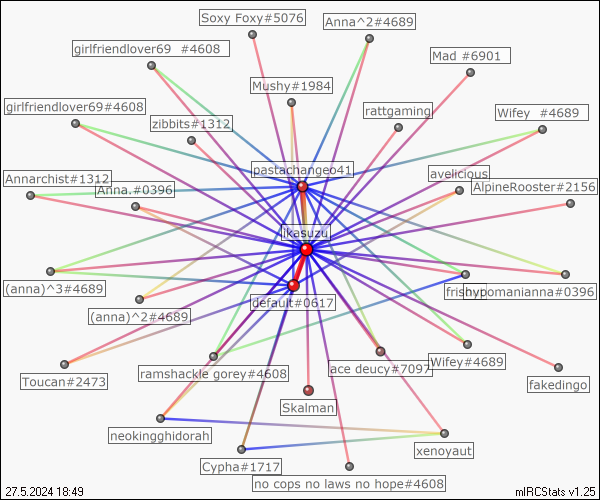 Soxy Foxy#5076
Anna^2#4689
girlfriendlover69  #4608
Mad #6901
Mushy#1984
girlfriendlover69#4608
zibbits#1312
rattgaming
Wifey  #4689
pastachangeo41
avelicious
Annarchist#1312
Anna.#0396
AlpineRooster#2156
ikasuzu
(anna)^3#4689
default#0617
hypomanianna#0396
(anna)^2#4689
Toucan#2473
ramshackle gorey#4608
ace deucy#7097
Wifey#4689
fakedingo
Skalman
neokingghidorah
xenoyaut
Cypha#1717
no cops no laws no hope#4608
27.5.2024 18:49
mIRCStats v1.25